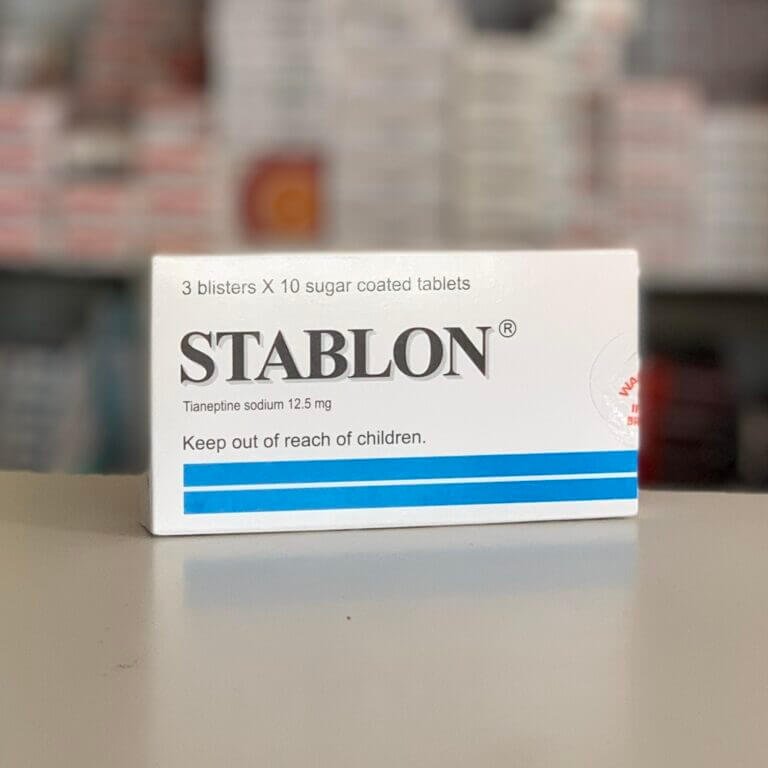 3 blisters X 10 sugar coated tablets
STABLON®
Tianeptine sodium 12.5 mg
Keep out of reach of children.